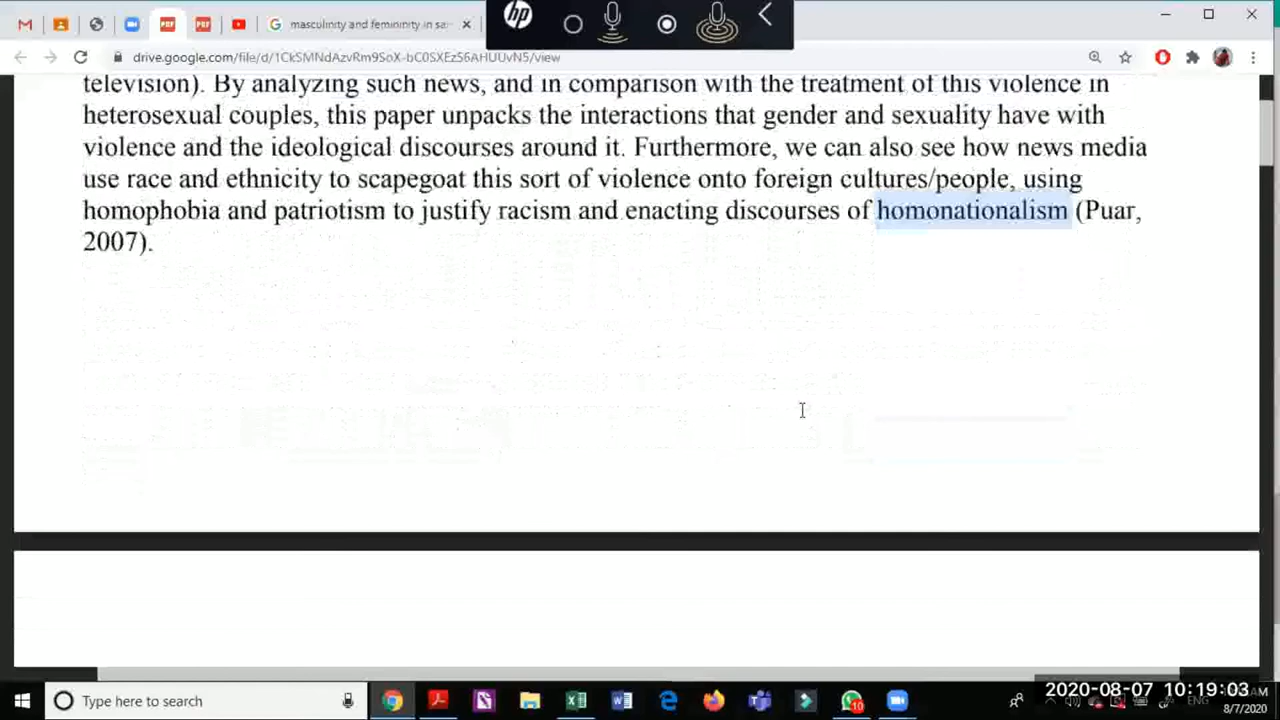 hp
masculinity and femininity in sa
drive.google.com/file/d/1CkSMNdAzvRm9SoX-bC0SXEzS6AHUUvN5/view
television). By analyzing such news, and in comparison with the treatment of this violence in
heterosexual couples, this paper unpacks the interactions that gender and sexuality have with
violence and the ideological discourses around it. Furthermore, we can also see how news media
use race and ethnicity to scapegoat this sort of violence onto foreign cultures/people, using
homophobia and patriotism to justify racism and enacting discourses of homonationalism (Puar,
2007).
Type here to search
10
2020-08-07 10:19:03
ENG
8/7/2020